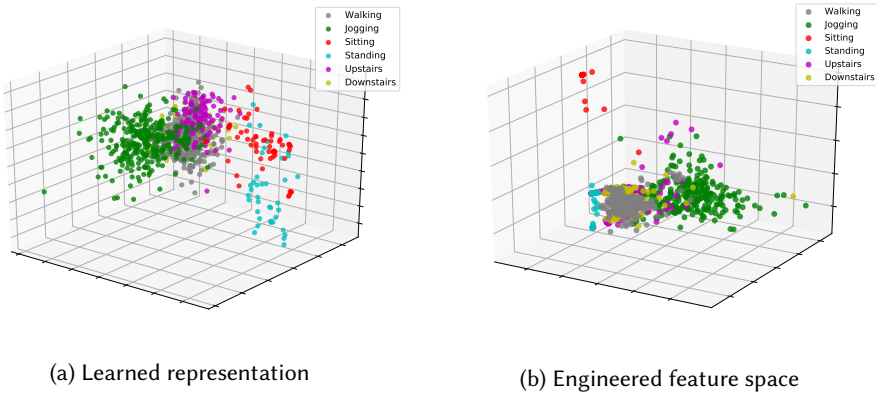 Walking
Jogging
Sitting
Standing
Upstairs
Downstairs
(a) Learned representation
Walking
Jogging
Sitting
Standing
Upstairs
Downstairs
(b) Engineered feature space